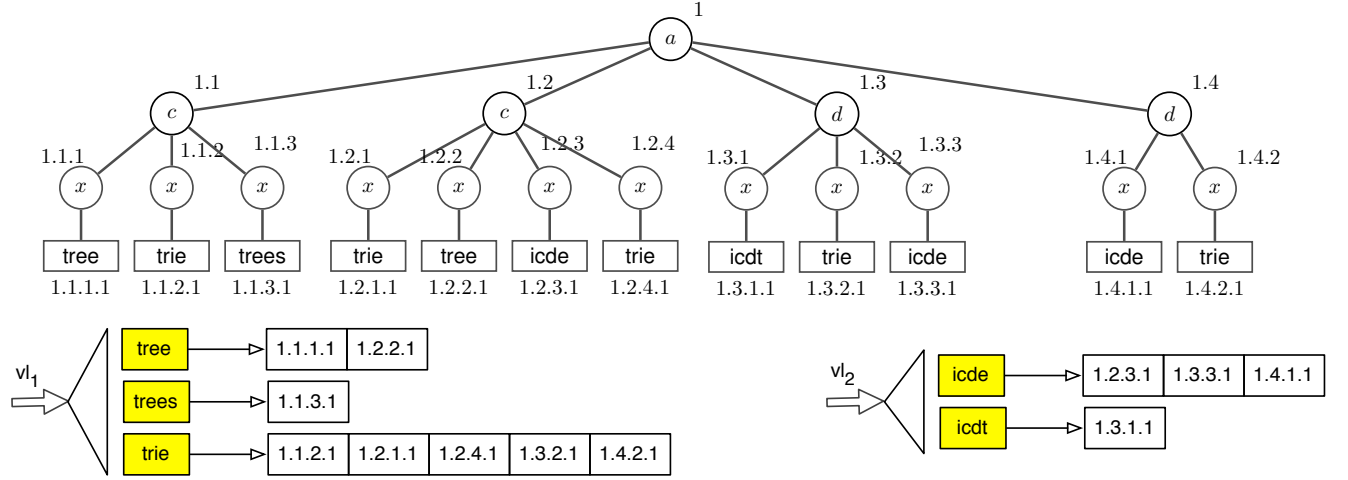 1
a
1.1 1.2 1.3 1.4
c c d d
1.1.1 1.1.2 1.1.3 1.2.1 1.2.2 1.2.3 1.2.4 1.3.1 1.3.2 1.3.3 1.4.1 1.4.2
x x x x x x x x x x x x
tree trie trees trie tree icde trie icdt trie icde icde trie
1.1.1.1 1.1.2.1 1.1.3.1 1.2.1.1 1.2.2.1 1.2.3.1 1.2.4.1 1.3.1.1 1.3.2.1 1.3.3.1 1.4.1.1 1.4.2.1
vl1
tree 1.1.1.1 1.2.2.1
trees 1.1.3.1
trie 1.1.2.1 1.2.1.1 1.2.4.1 1.3.2.1 1.4.2.1
vl2
icde 1.2.3.1 1.3.3.1 1.4.1.1
icdt 1.3.1.1